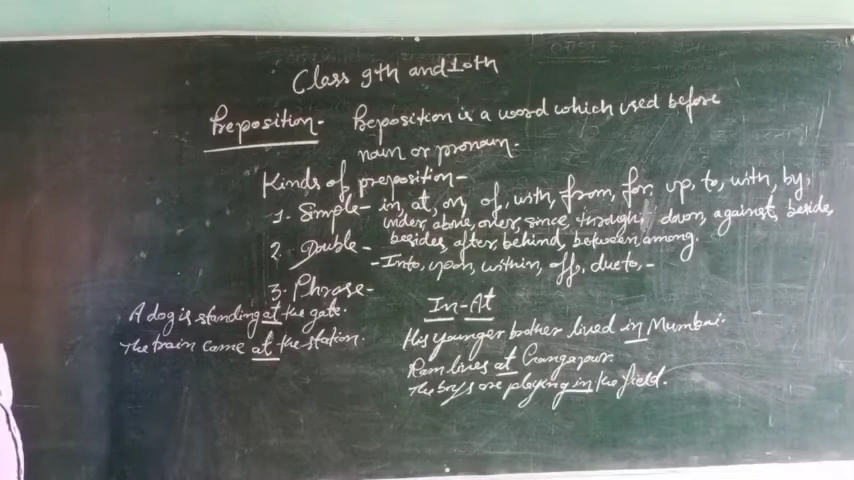 Class 9th and 10th
Preposition - Preposition is a word which used before
noun or pronoun.
Kinds of preposition-
1. Simple- in, at, on, of, with, from, for, up, to, with, by,
under, above, over, since, through, down, against, beside,
besides, after, behind, between, among.
2. Double -
- Into, upon, within, off, due to, -
3. Phrase-
In-At
A dog is standing at the gate.
The train came at the station.
His younger brother lived in Mumbai.
Ram lives at Gangapur.
The boys are playing in the field.